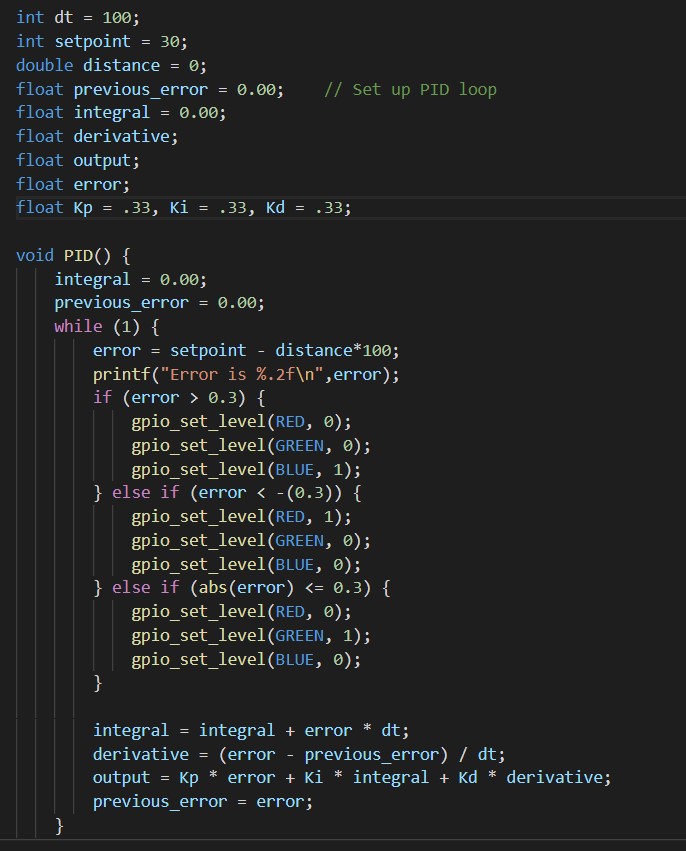 int dt = 100;
int setpoint = 30;
double distance = 0;
float previous_error = 0.00;    // Set up PID loop
float integral = 0.00;
float derivative;
float output;
float error;
float Kp = .33, Ki = .33, Kd = .33;

void PID() {
    integral = 0.00;
    previous_error = 0.00;
    while (1) {
        error = setpoint - distance*100;
        printf("Error is %.2f\n",error);
        if (error > 0.3) {
            gpio_set_level(RED, 0);
            gpio_set_level(GREEN, 0);
            gpio_set_level(BLUE, 1);
        } else if (error < -(0.3)) {
            gpio_set_level(RED, 1);
            gpio_set_level(GREEN, 0);
            gpio_set_level(BLUE, 0);
        } else if (abs(error) <= 0.3) {
            gpio_set_level(RED, 0);
            gpio_set_level(GREEN, 1);
            gpio_set_level(BLUE, 0);
        }

        integral = integral + error * dt;
        derivative = (error - previous_error) / dt;
        output = Kp * error + Ki * integral + Kd * derivative;
        previous_error = error;
    }